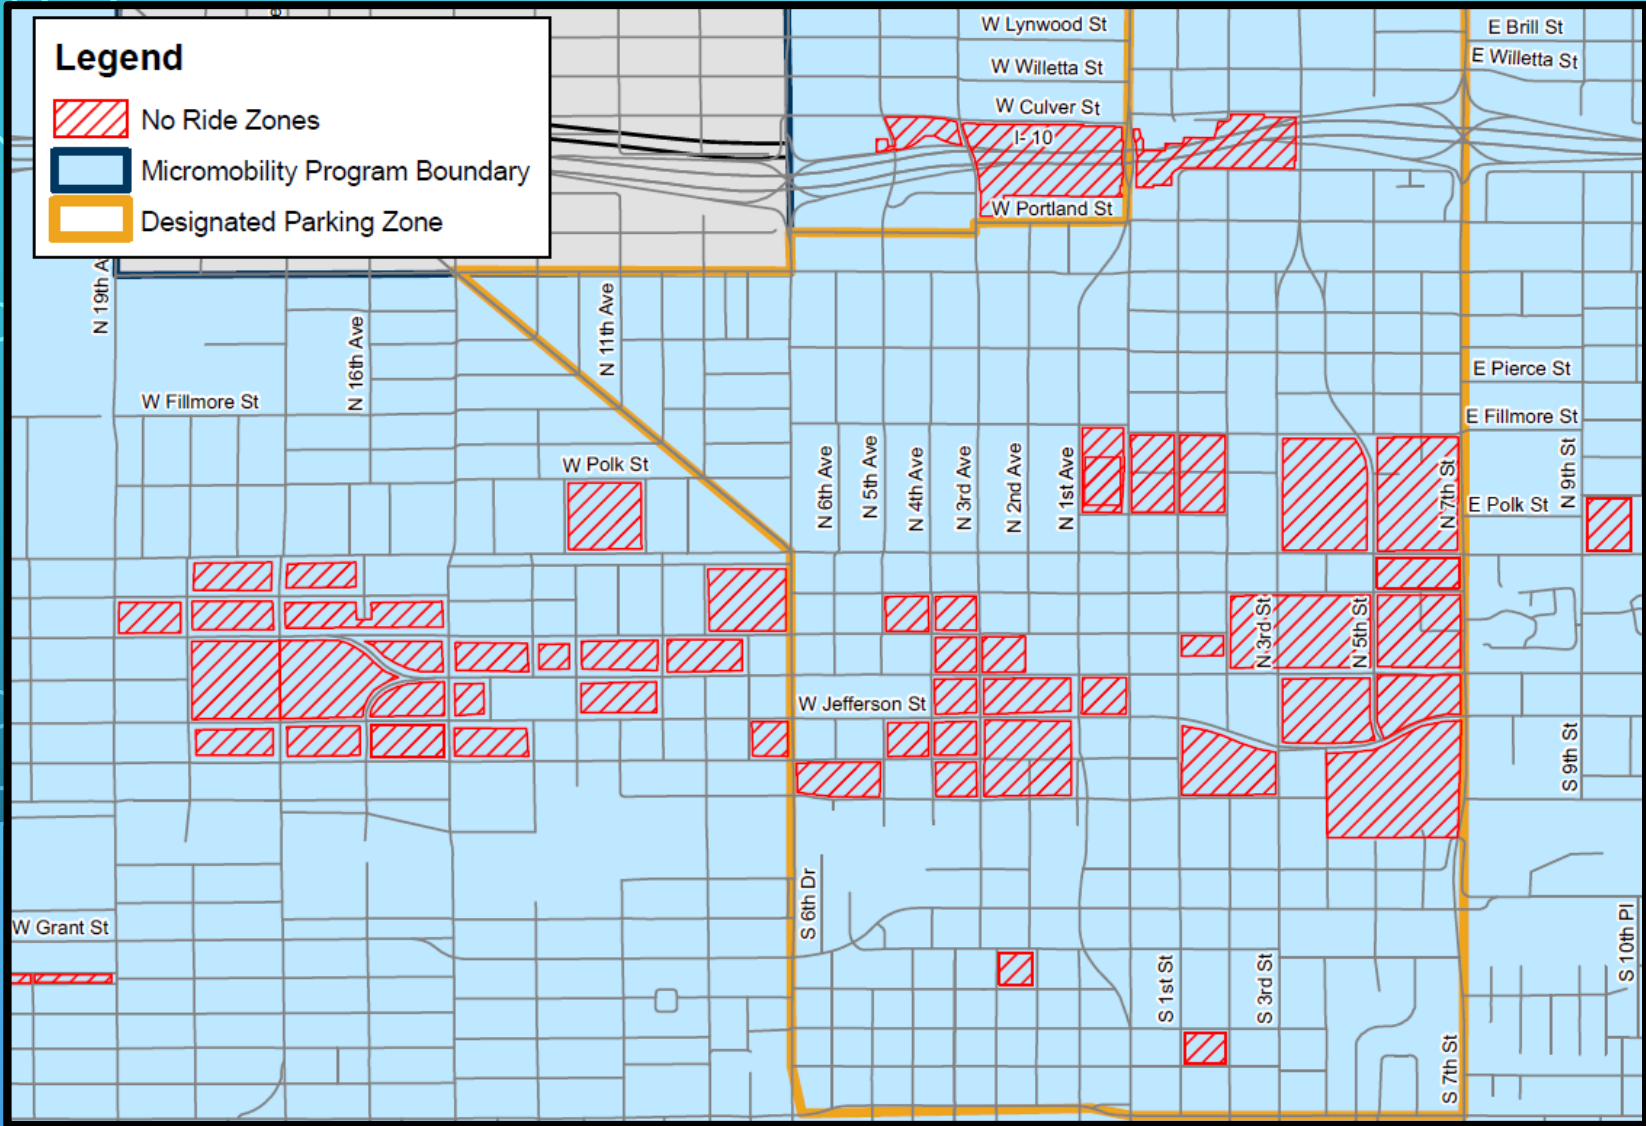 W Lynwood St
E Brill St
Legend
E Willetta St
W Willetta St
W Culver St
No Ride Zones
I-10
Micromobility Program Boundary
W Portland St
Designated Parking Zone
N 19th A
N 11th Ave
N 16th Ave
E Pierce St
W Fillmore St
E Fillmore St
W Polk St
N 6th Ave
N 5th Ave
N 4th Ave
N 3rd Ave
N 2nd Ave
N 1st Ave
N 7th St
E Polk St
N 9th St
N 3rd St
N 5th St
W Jefferson St
S 9th St
S 6th Dr
W Grant St
S 10th Pl
S 1st St
S 3rd St
S 7th St